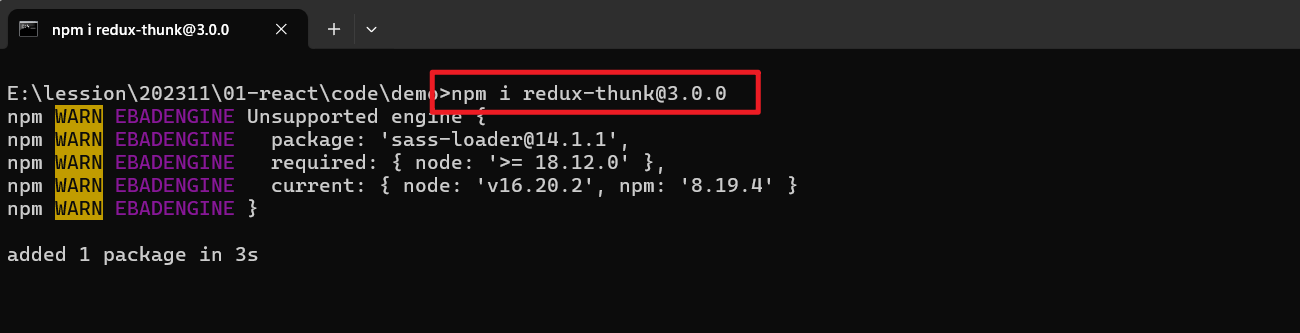 npm i redux-thunk@3.0.0
E:\lession\202311\01-react\code\demo>npm i redux-thunk@3.0.0
npm WARN EBADENGINE Unsupported engine {
npm WARN EBADENGINE   package: 'sass-loader@14.1.1',
npm WARN EBADENGINE   required: { node: '>= 18.12.0' },
npm WARN EBADENGINE   current: { node: 'v16.20.2', npm: '8.19.4' }
npm WARN EBADENGINE }
added 1 package in 3s